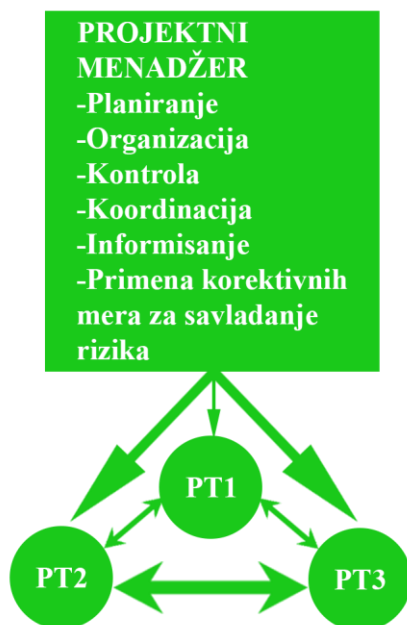 PROJEKTNI
MENADŽER
-Planiranje
-Organizacija
-Kontrola
-Koordinacija
-Informisanje
-Primena korektivnih
mera za savladanje
rizika
PT1
PT2
PT3